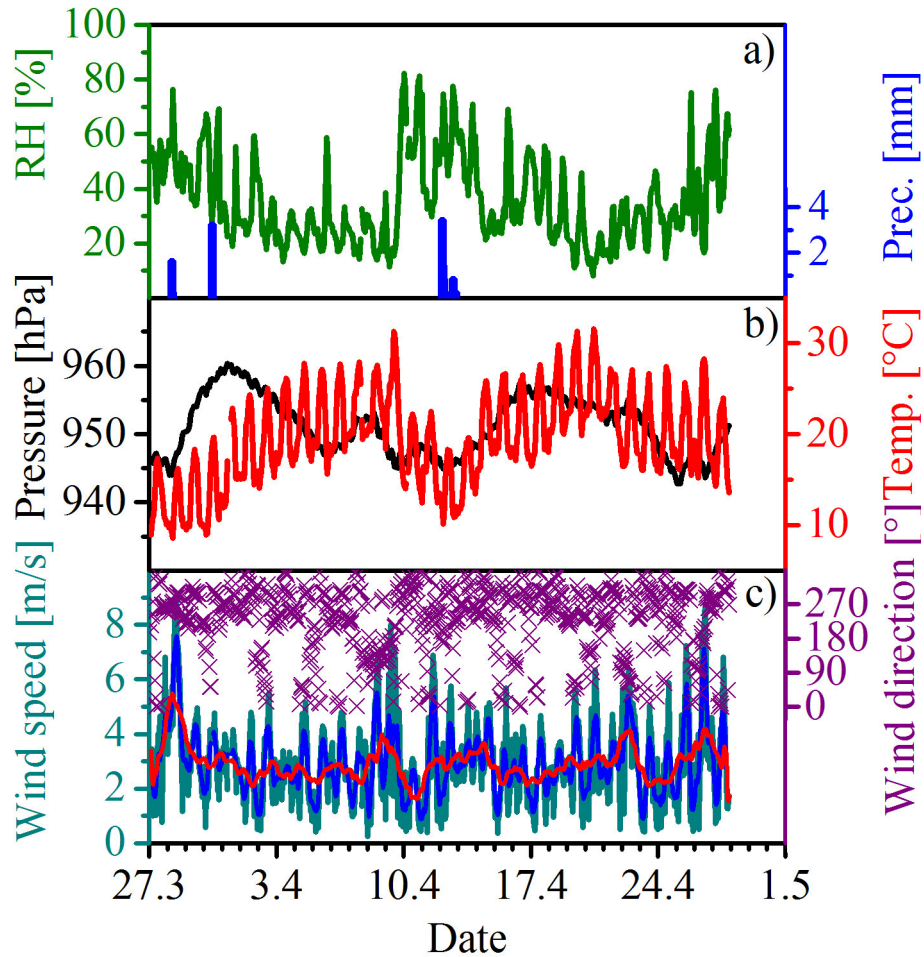 100
80
60
40
20
RH [%]
a)
Prec. [mm]
4
2
960
950
940
Pressure [hPa]
b)
30
20
10
Temp. [°C]
8
6
4
2
0
Wind speed [m/s]
c)
270
180
90
0
Wind direction [°]
27.3 3.4 10.4 17.4 24.4 1.5
Date